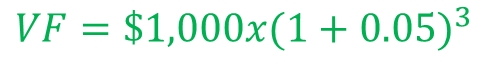 VF = $1,000x(1 + 0.05)³